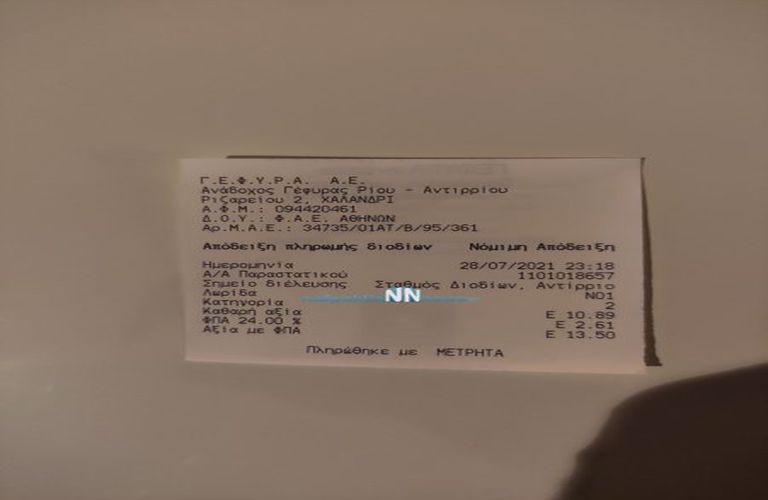 Γ.Ε.Φ.Υ.Ρ.Α. Α.Ε.
Ανάδοχος Γέφυρας Ρίου - Αντιρρίου
Ριζαρείου 2, ΧΑΛΑΝΔΡΙ
Α.Φ.Μ.: 094420461
Δ.Ο.Υ.: Φ.Α.Ε. ΑΘΗΝΩΝ
Αρ.Μ.Α.Ε.: 34735/01ΑΤ/Β/95/361
Απόδειξη πληρωμής διοδίων Νόμιμη Απόδειξη
Ημερομηνία 28/07/2021 23:18
Α/Α Παραστατικού 1101018657
Σημείο διέλευσης Σταθμός Διοδίων, Αντίρριο
Λωρίδα N01
Κατηγορία 2
Καθαρή αξία E 10.89
ΦΠΑ 24.00 % E 2.61
Αξία με ΦΠΑ E 13.50
Πληρώθηκε με ΜΕΤΡΗΤΑ
NN